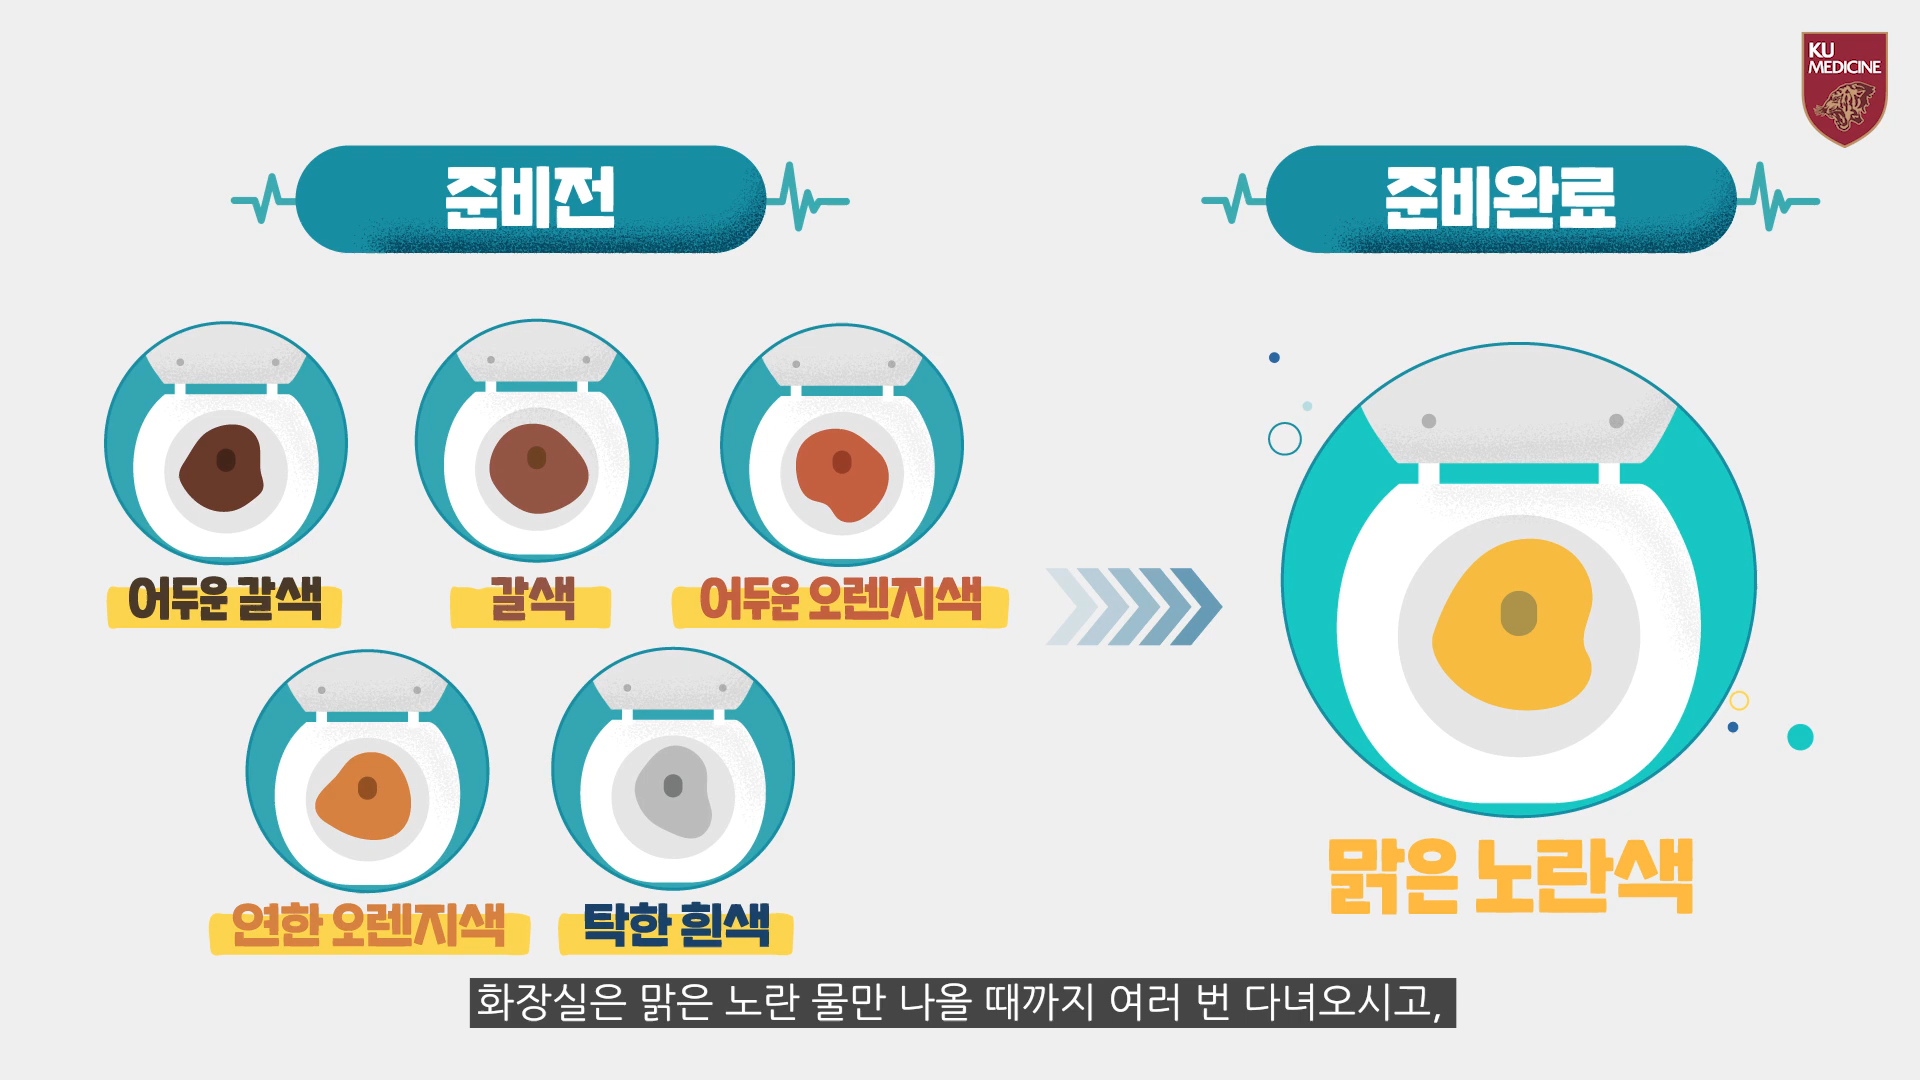 KU
MEDICINE
준비전
준비완료
어두운 갈색
갈색
어두운 오렌지색
연한 오렌지색
탁한 흰색
맑은 노란색
화장실은 맑은 노란 물만 나올 때까지 여러 번 다녀오시고,